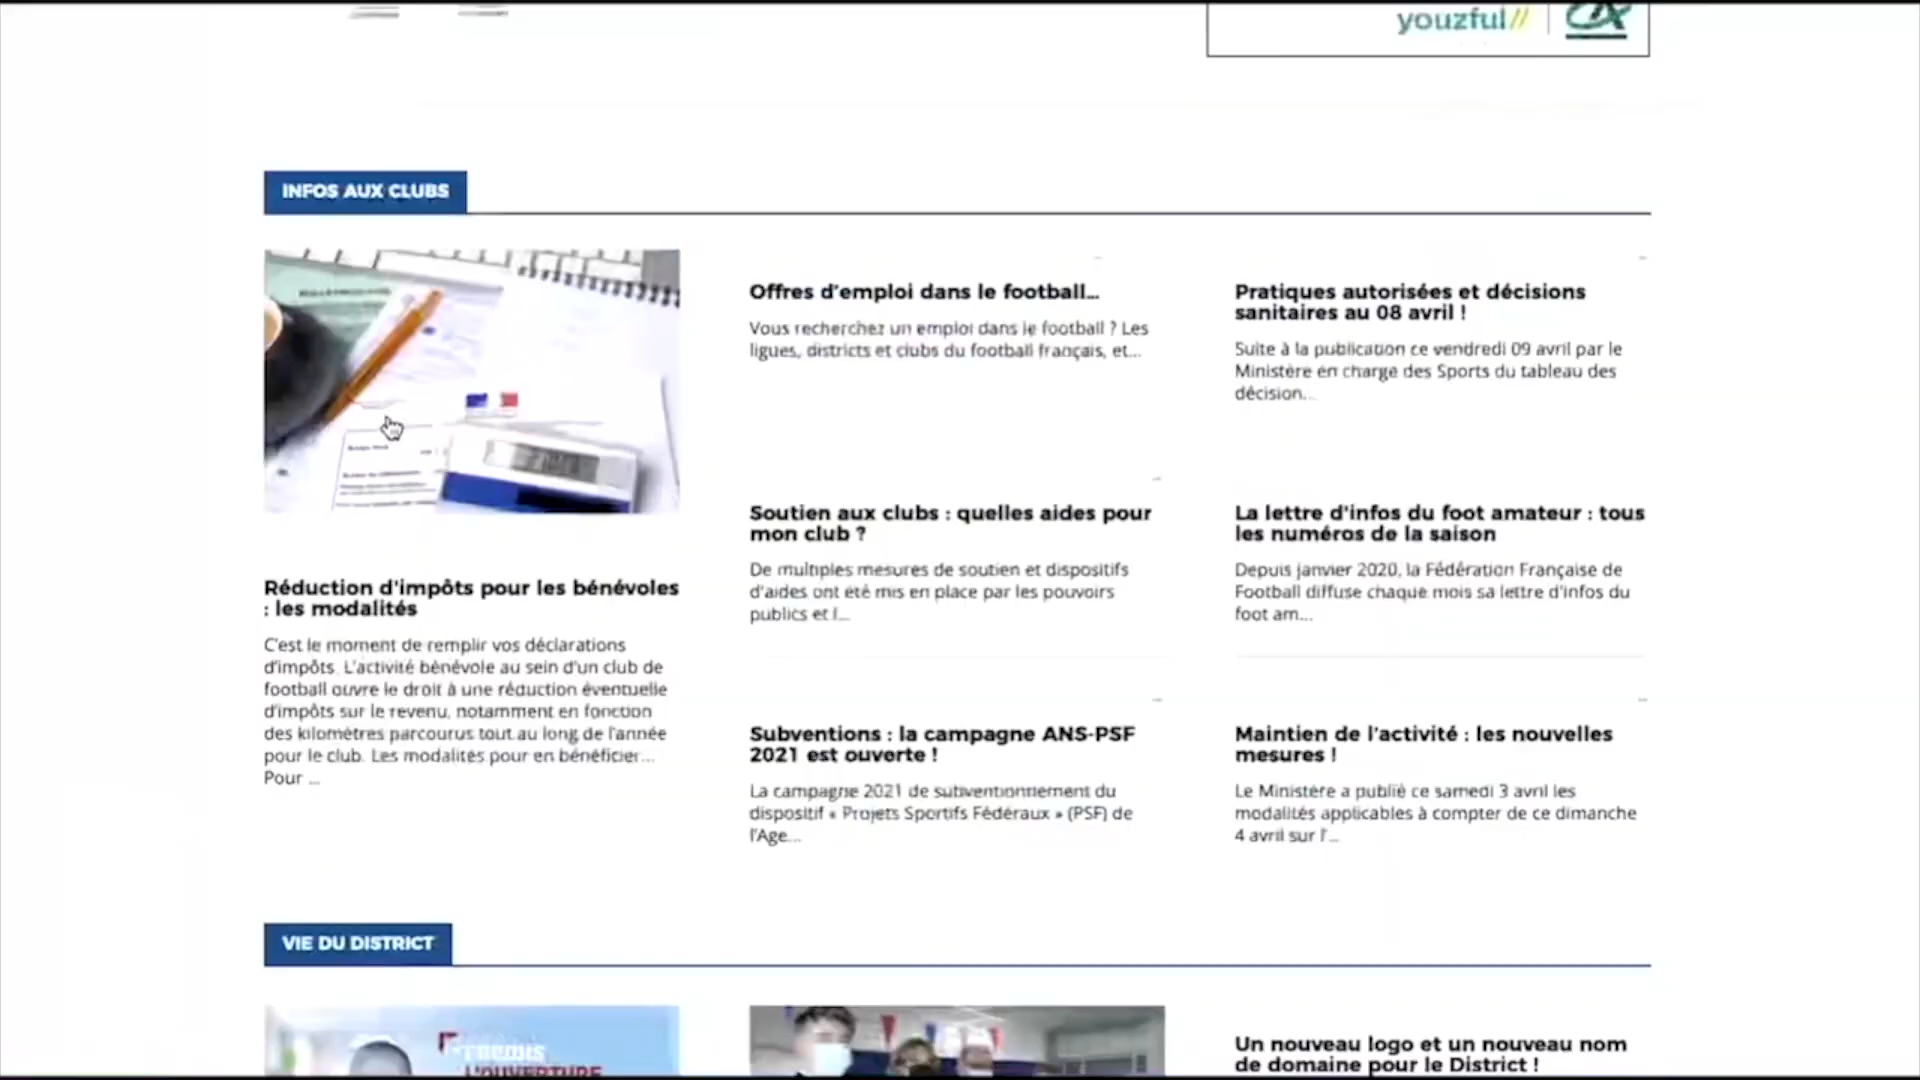 youzful//
CA
INFOS AUX CLUBS
Réduction d'impôts pour les bénévoles
: les modalités
C'est le moment de remplir vos déclarations
d'impôts. L'activité bénévole au sein d'un club de
football ouvre le droit à une réduction éventuelle
d'impôts sur le revenu, notamment en fonction
des kilomètres parcourus tout au long de l'année
pour le club. Les modalités pour en bénéficier...
Pour ...
Offres d'emploi dans le football...
Vous recherchez un emploi dans le football ? Les
ligues, districts et clubs du football français, et...
Pratiques autorisées et décisions
sanitaires au 08 avril !
Suite à la publication ce vendredi 09 avril par le
Ministère en charge des Sports du tableau des
décision...
Soutien aux clubs : quelles aides pour
mon club ?
De multiples mesures de soutien et dispositifs
d'aides ont été mis en place par les pouvoirs
publics et l...
La lettre d'infos du foot amateur : tous
les numéros de la saison
Depuis janvier 2020, la Fédération Française de
Football diffuse chaque mois sa lettre d'infos du
foot am...
Subventions : la campagne ANS-PSF
2021 est ouverte !
La campagne 2021 de subventionnement du
dispositif « Projets Sportifs Fédéraux » (PSF) de
l'Age...
Maintien de l'activité : les nouvelles
mesures !
Le Ministère a publié ce samedi 3 avril les
modalités applicables à compter de ce dimanche
4 avril sur l'...
VIE DU DISTRICT
L'OUVERTURE
Un nouveau logo et un nouveau nom
de domaine pour le District !